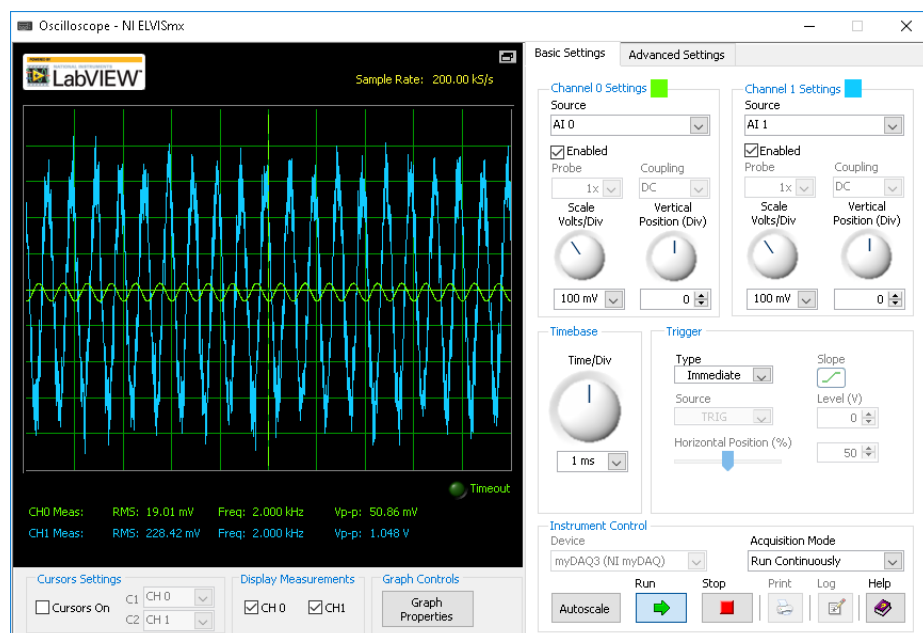 Oscilloscope - NI ELVISmx
POWERED BY
NATIONAL INSTRUMENTS
LabVIEW
Sample Rate: 200.00 kS/s
Timeout
CH0 Meas: RMS: 19.01 mV Freq: 2.000 kHz Vp-p: 50.86 mV
CH1 Meas: RMS: 228.42 mV Freq: 2.000 kHz Vp-p: 1.048 V
Cursors Settings
Cursors On
C1 CH 0
C2 CH 1
Display Measurements
CH 0 CH1
Graph Controls
Graph
Properties
Basic Settings Advanced Settings
Channel 0 Settings
Source
AI 0
Enabled
Probe Coupling
1x DC
Scale Vertical
Volts/Div Position (Div)
100 mV 0
Channel 1 Settings
Source
AI 1
Enabled
Probe Coupling
1x DC
Scale Vertical
Volts/Div Position (Div)
100 mV 0
Timebase
Time/Div
1 ms
Trigger
Type Slope
Immediate
Source Level (V)
TRIG 0
Horizontal Position (%)
50
Instrument Control
Device Acquisition Mode
myDAQ3 (NI myDAQ) Run Continuously
Run Stop Print Log Help
Autoscale